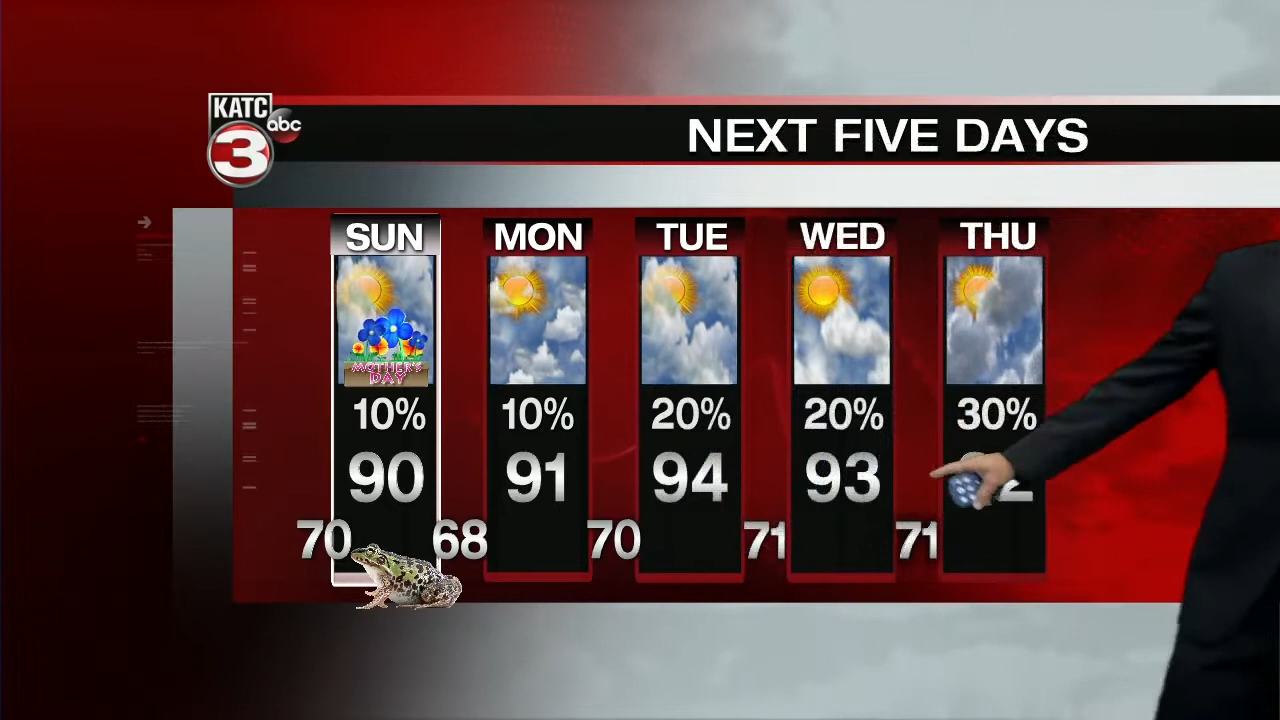 KATC
abc
3
NEXT FIVE DAYS
SUN MON TUE WED THU
MOTHER'S
DAY
10% 10% 20% 20% 30%
90 91 94 93
70 68 70 71 71